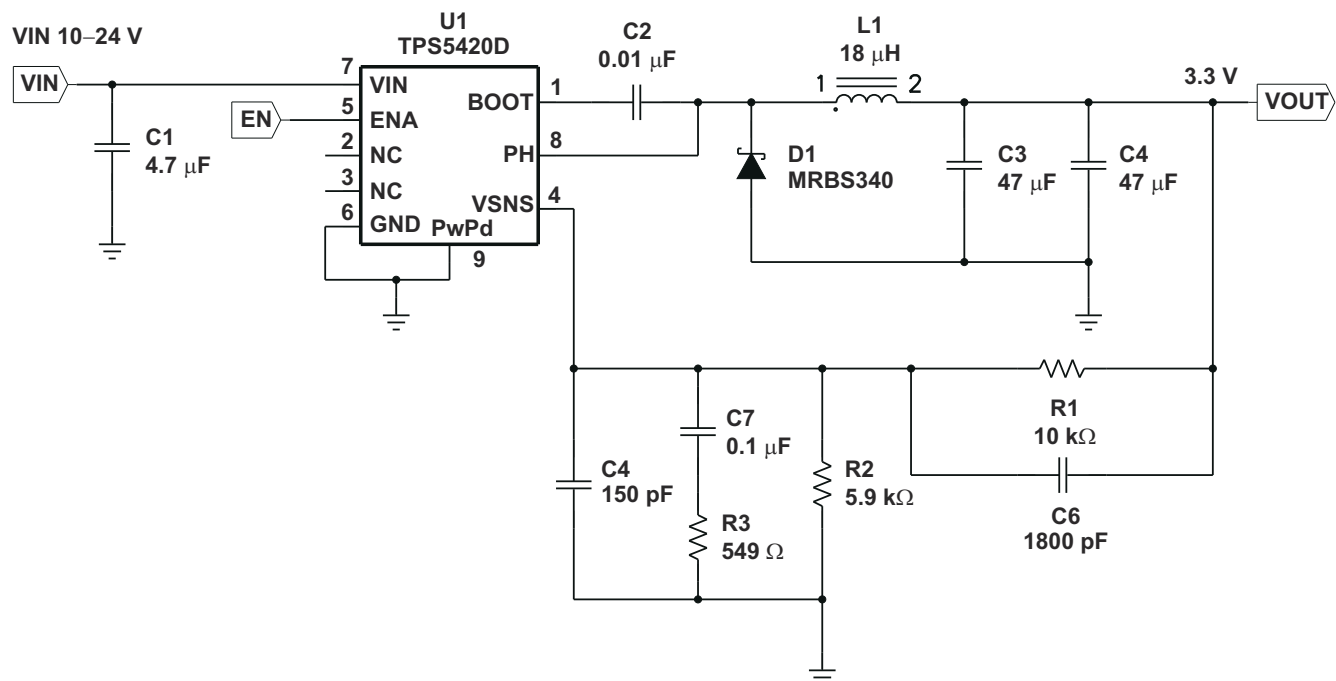 VIN 10–24 V
VIN
C1
4.7 µF
EN
U1
TPS5420D
7
VIN
5
ENA
2
NC
3
NC
6
GND
PwPd
9
BOOT
1
PH
8
VSNS
4
C2
0.01 µF
L1
18 µH
1
2
D1
MRBS340
C3
47 µF
C4
47 µF
3.3 V
VOUT
C4
150 pF
C7
0.1 µF
R3
549 Ω
R2
5.9 kΩ
R1
10 kΩ
C6
1800 pF